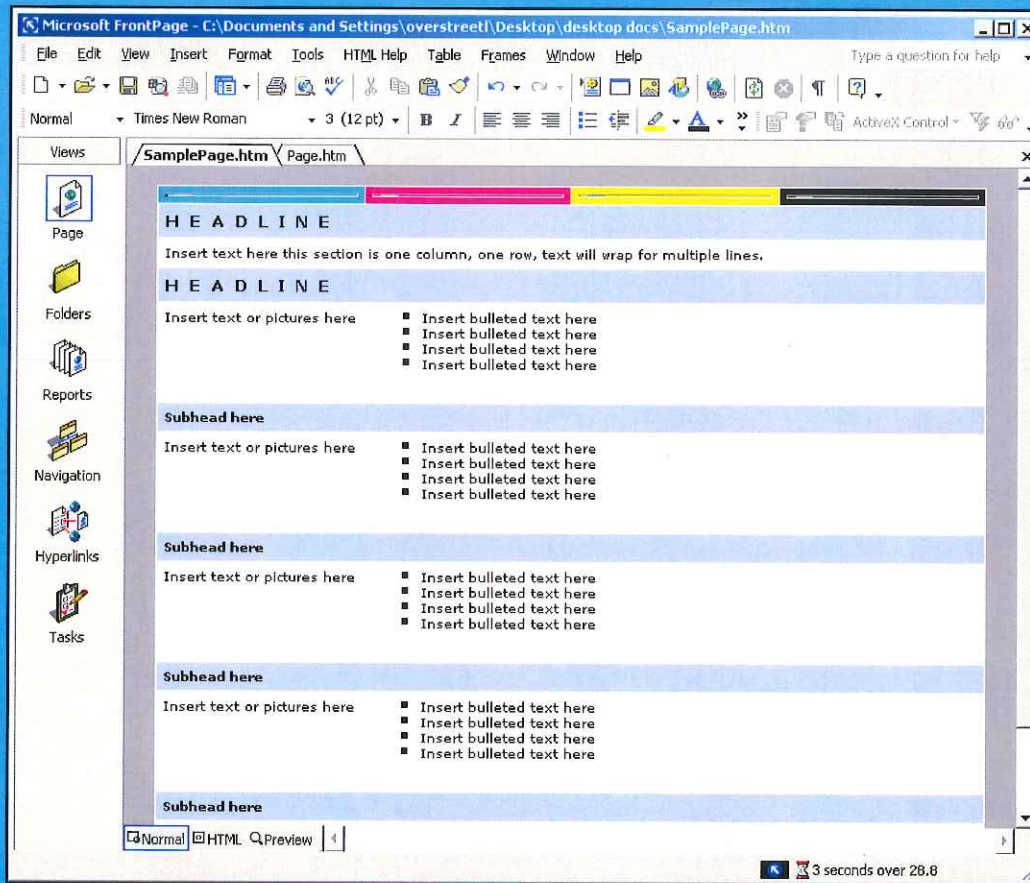 Microsoft FrontPage - C:\Documents and Settings\overstreetl\Desktop\desktop docs\SamplePage.htm
File Edit View Insert Format Tools HTML Help Table Frames Window Help Type a question for help
Normal Times New Roman 3 (12 pt) B I A ActiveX Control
Views SamplePage.htm Page.htm
Page
Folders
Reports
Navigation
Hyperlinks
Tasks
HEADLINE
Insert text here this section is one column, one row, text will wrap for multiple lines.
HEADLINE
Insert text or pictures here
Insert bulleted text here
Insert bulleted text here
Insert bulleted text here
Insert bulleted text here
Subhead here
Insert text or pictures here
Insert bulleted text here
Insert bulleted text here
Insert bulleted text here
Insert bulleted text here
Subhead here
Insert text or pictures here
Insert bulleted text here
Insert bulleted text here
Insert bulleted text here
Insert bulleted text here
Subhead here
Insert text or pictures here
Insert bulleted text here
Insert bulleted text here
Insert bulleted text here
Insert bulleted text here
Subhead here
Normal HTML Preview
3 seconds over 28.8